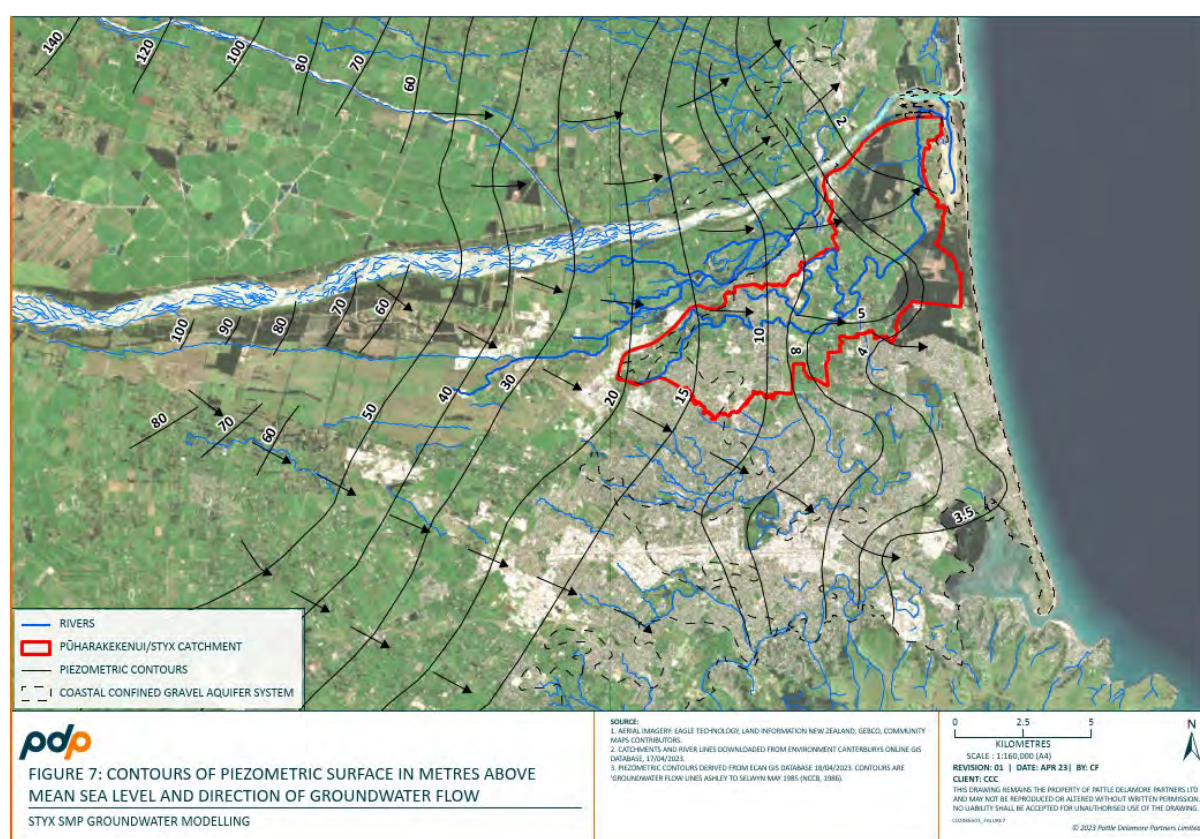 140
120
100
80
70
60
2
100
90
80
70
60
80
70
60
50
40
30
20
15
10
8
5
4
3.5
RIVERS
PŪHARAKEKENUI/STYX CATCHMENT
PIEZOMETRIC CONTOURS
COASTAL CONFINED GRAVEL AQUIFER SYSTEM
pdp
FIGURE 7: CONTOURS OF PIEZOMETRIC SURFACE IN METRES ABOVE
MEAN SEA LEVEL AND DIRECTION OF GROUNDWATER FLOW
STYX SMP GROUNDWATER MODELLING
SOURCE:
1. AERIAL IMAGERY: EAGLE TECHNOLOGY, LAND INFORMATION NEW ZEALAND, GEBCO, COMMUNITY
MAPS CONTRIBUTORS.
2. CATCHMENTS AND RIVER LINES DOWNLOADED FROM ENVIRONMENT CANTERBURYS ONLINE GIS
DATABASE, 17/04/2023.
3. PIEZOMETRIC CONTOURS DERIVED FROM ECAN GIS DATABASE 18/04/2023. CONTOURS ARE
'GROUNDWATER FLOW LINES ASHLEY TO SELWYN MAY 1985 (NCCB, 1986).
0 2.5 5
KILOMETRES
SCALE : 1:160,000 (A4)
N
REVISION: 01 | DATE: APR 23 | BY: CF
CLIENT: CCC
THIS DRAWING REMAINS THE PROPERTY OF PATTLE DELAMORE PARTNERS LTD
AND MAY NOT BE REPRODUCED OR ALTERED WITHOUT WRITTEN PERMISSION.
NO LIABILITY SHALL BE ACCEPTED FOR UNAUTHORISED USE OF THE DRAWING.
© 2023 Pattle Delamore Partners Limited